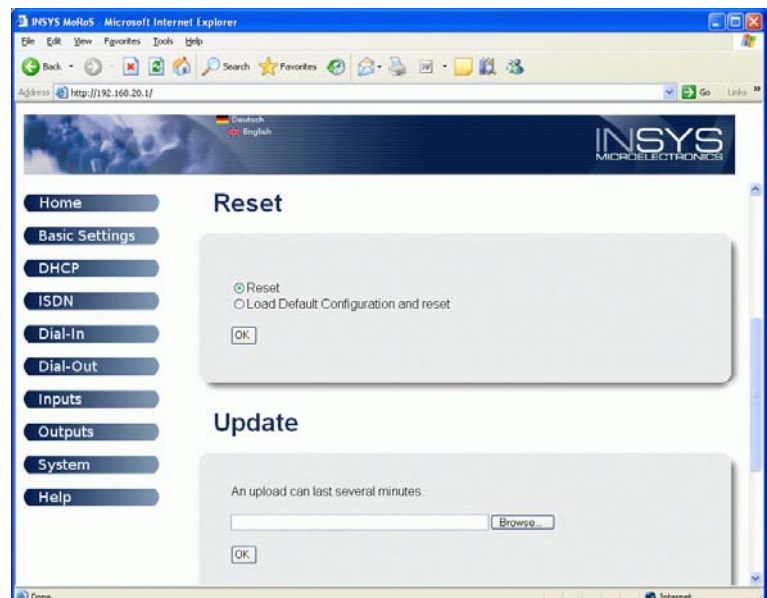 INSYS MoRoS - Microsoft Internet Explorer
File Edit View Favorites Tools Help
Back Search Favorites
Address http://192.168.20.1/ Go Links »
Deutsch
English
INSYS
MICROELECTRONICS
Home
Basic Settings
DHCP
ISDN
Dial-In
Dial-Out
Inputs
Outputs
System
Help
Reset
Reset
Load Default Configuration and reset
OK
Update
An upload can last several minutes.
Browse...
OK
Done Internet